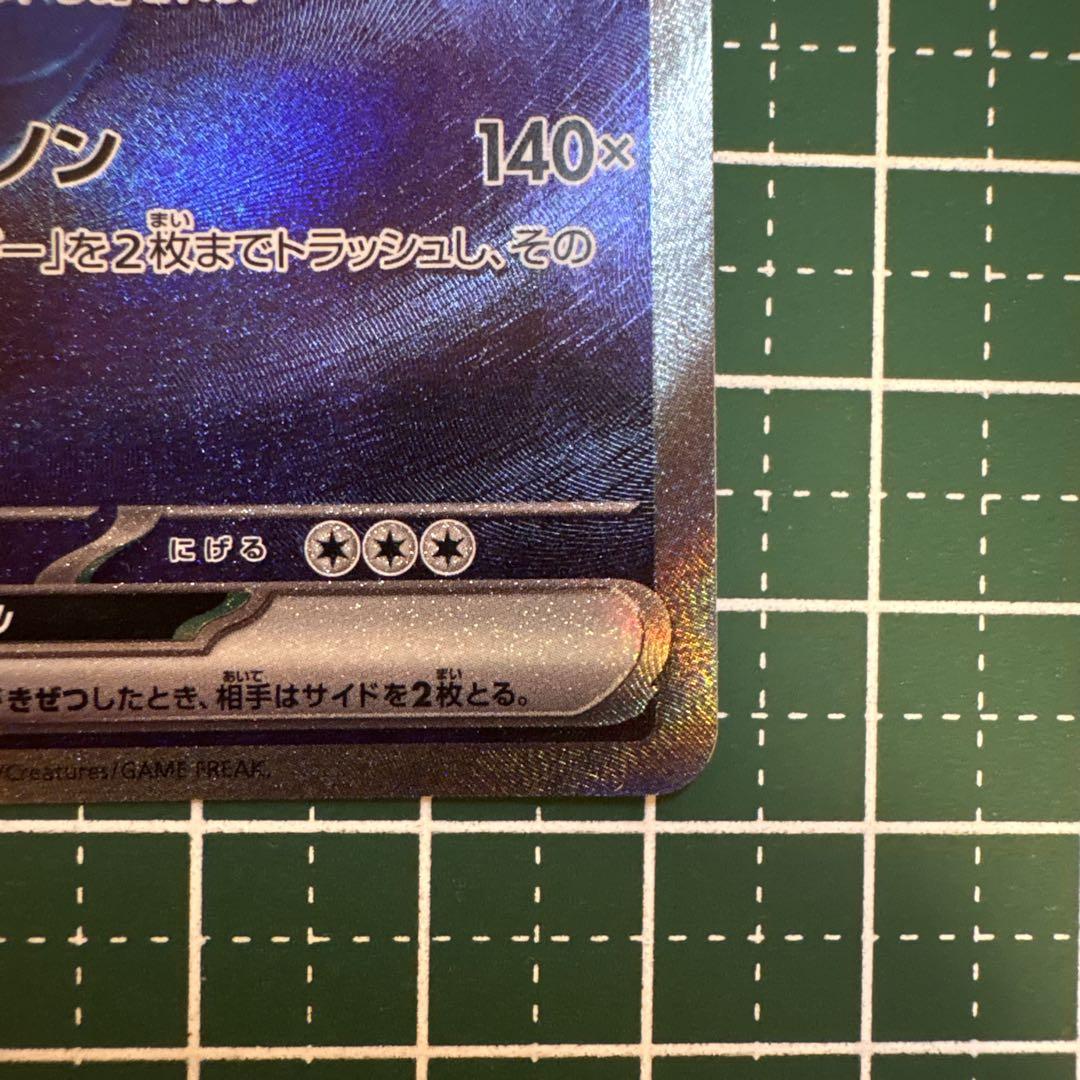 ノン 140×
ー」を2枚までトラッシュし、その
まい
にげる
きぜつしたとき、相手はサイドを2枚とる。
あいて まい
/Creatures/GAME FREAK.